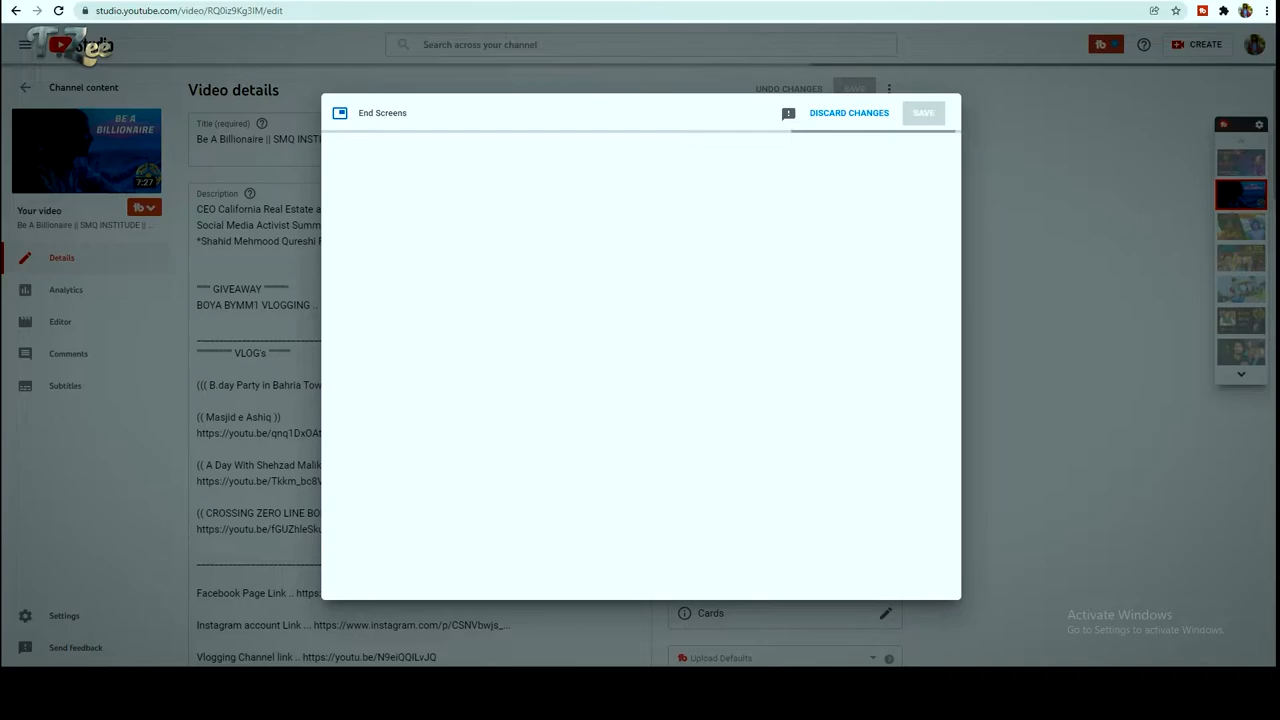 studio.youtube.com/video/RQ0iz9Kg3IM/edit
Search across your channel
CREATE
Channel content
Video details
UNDO CHANGES
SAVE
End Screens
DISCARD CHANGES
SAVE
BE A
BILLIONAIRE
7:27
Title (required)
Be A Billionaire || SMQ INSTI
Your video
Be A Billionaire || SMQ INSTITUDE || ...
Description
CEO California Real Estate a
Social Media Activist Summ
*Shahid Mehmood Qureshi F
Details
Analytics
Editor
Comments
Subtitles
GIVEAWAY
BOYA BYMM1 VLOGGING ..
VLOG's
((( B.day Party in Bahria Tow
(( Masjid e Ashiq ))
https://youtu.be/qnq1DxOAt
(( A Day With Shehzad Malik
https://youtu.be/Tkkm_bc8V
(( CROSSING ZERO LINE BO
https://youtu.be/fGUZhleSku
Facebook Page Link .. https:
Instagram account Link ... https://www.instagram.com/p/CSNVbwjs_...
Vlogging Channel link .. https://youtu.be/N9eiQQILvJQ
Settings
Send feedback
Cards
Upload Defaults
Activate Windows
Go to Settings to activate Windows.